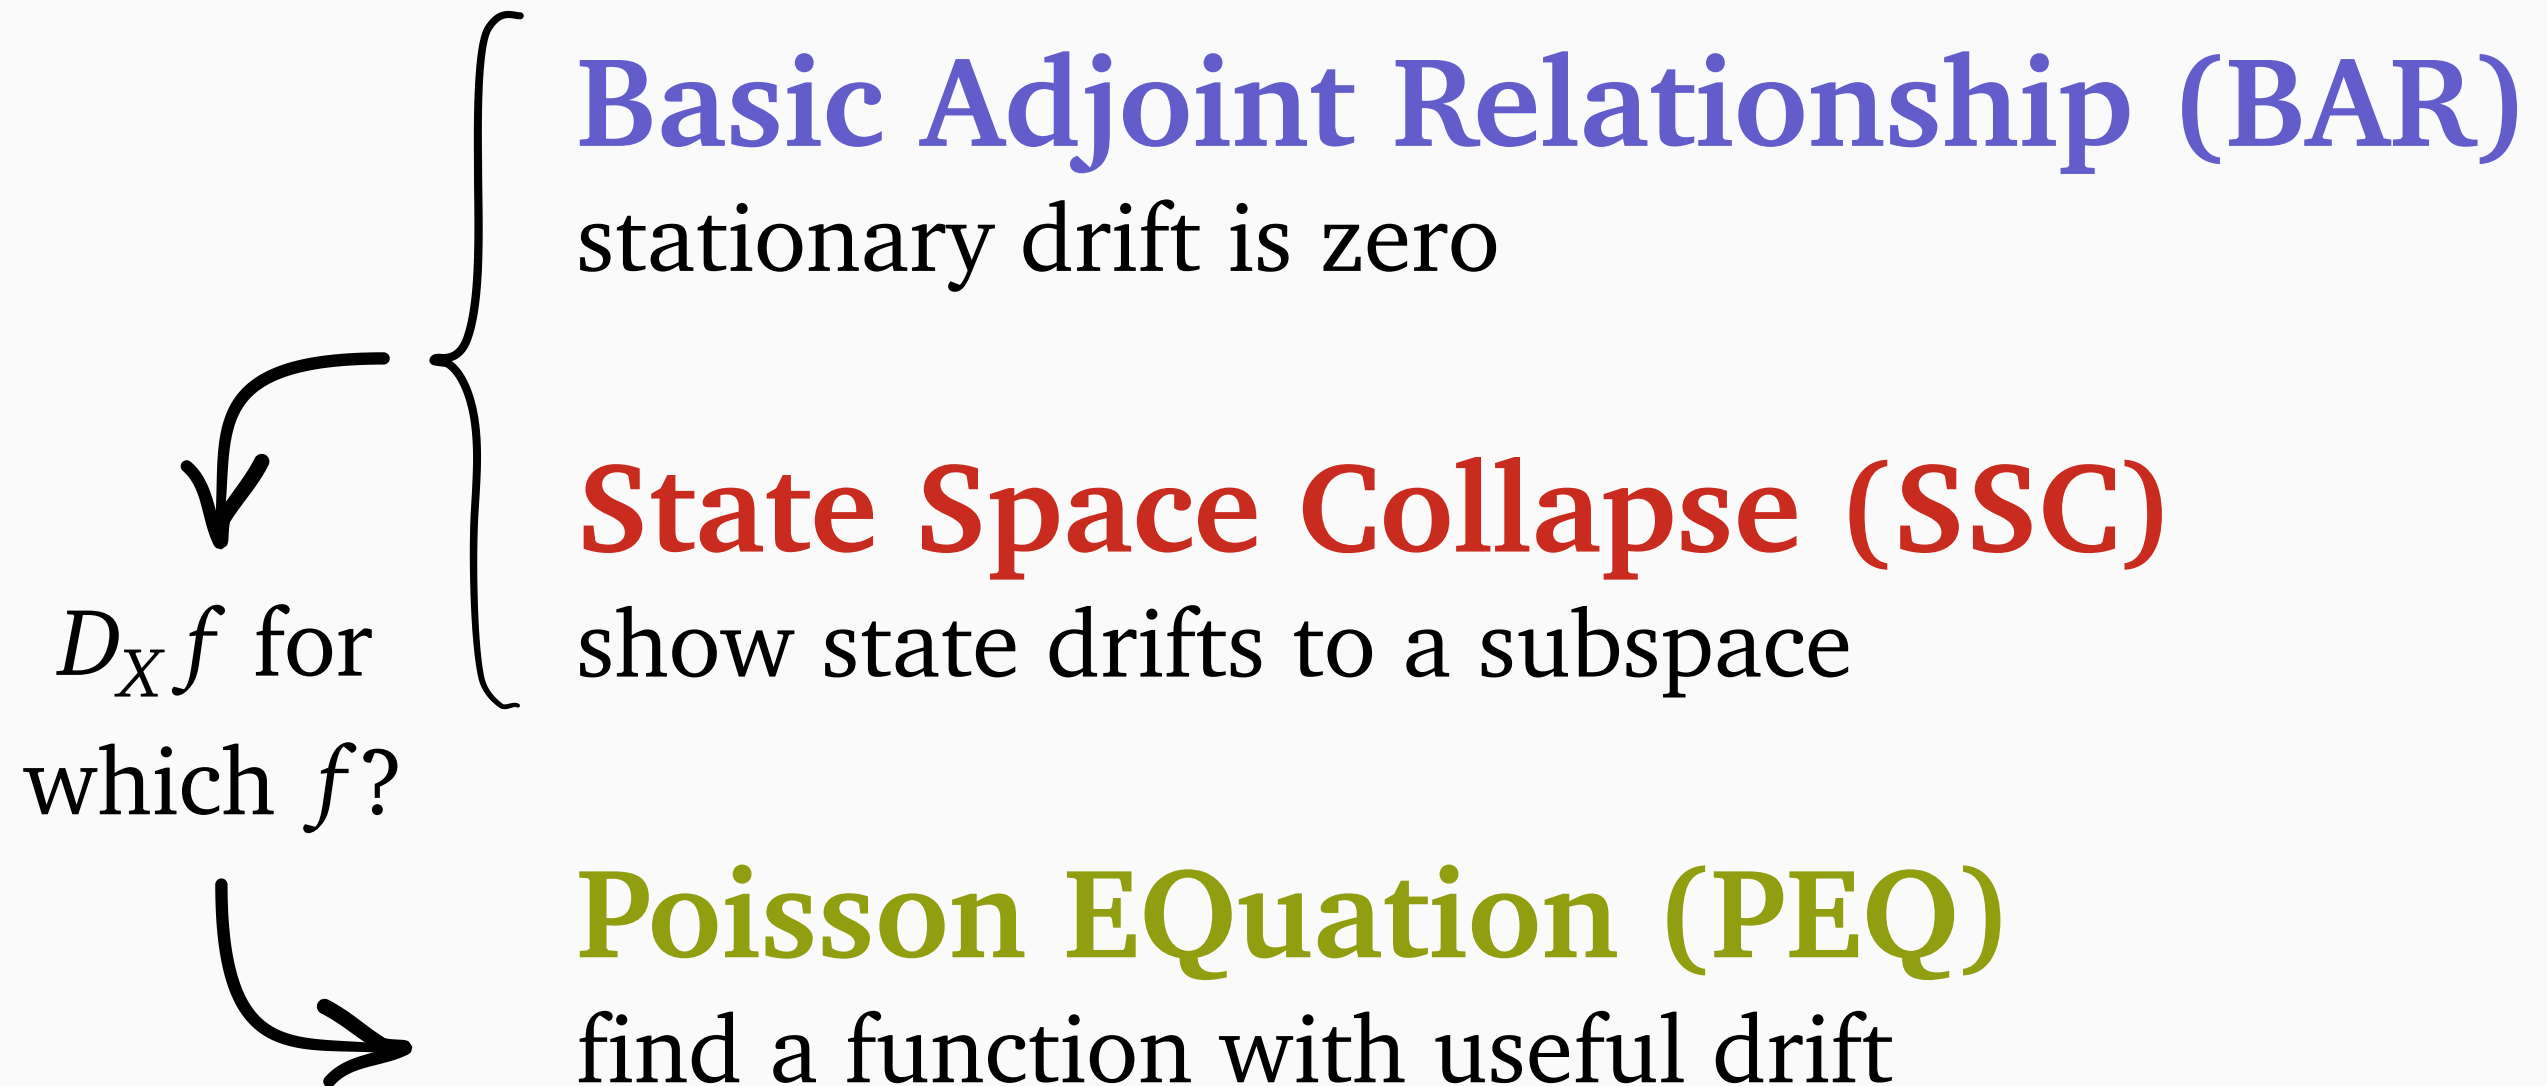 Basic Adjoint Relationship (BAR)
stationary drift is zero
State Space Collapse (SSC)
show state drifts to a subspace
D_X f for
which f?
Poisson EQuation (PEQ)
find a function with useful drift